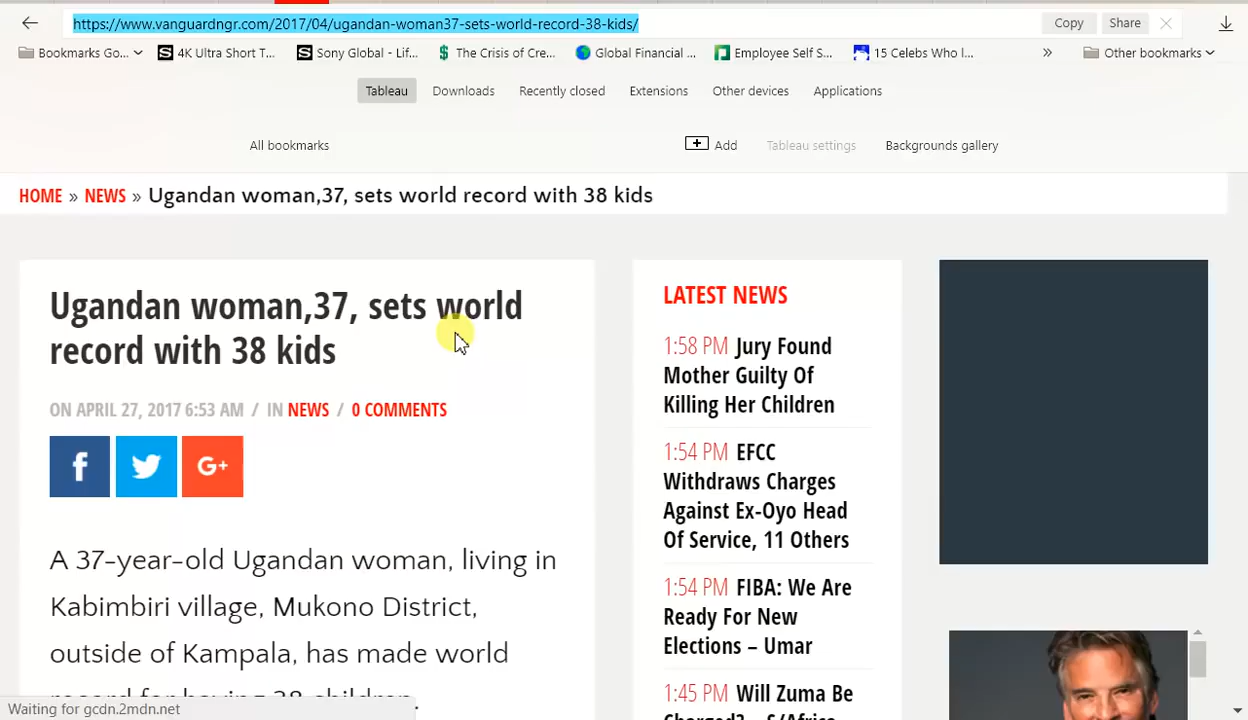 https://www.vanguardngr.com/2017/04/ugandan-woman37-sets-world-record-38-kids/
Copy
Share
Bookmarks Go...
4K Ultra Short T...
Sony Global - Lif...
The Crisis of Cre...
Global Financial ...
Employee Self S...
15 Celebs Who l...
»
Other bookmarks
Tableau
Downloads
Recently closed
Extensions
Other devices
Applications
All bookmarks
Add
Tableau settings
Backgrounds gallery
HOME » NEWS » Ugandan woman,37, sets world record with 38 kids
Ugandan woman,37, sets world
record with 38 kids
ON APRIL 27, 2017 6:53 AM / IN NEWS / 0 COMMENTS
f
G+
A 37-year-old Ugandan woman, living in
Kabimbiri village, Mukono District,
outside of Kampala, has made world
record for having 38 children
LATEST NEWS
1:58 PM Jury Found
Mother Guilty Of
Killing Her Children
1:54 PM EFCC
Withdraws Charges
Against Ex-Oyo Head
Of Service, 11 Others
1:54 PM FIBA: We Are
Ready For New
Elections – Umar
1:45 PM Will Zuma Be
Charged? – S/Africa
Waiting for gcdn.2mdn.net